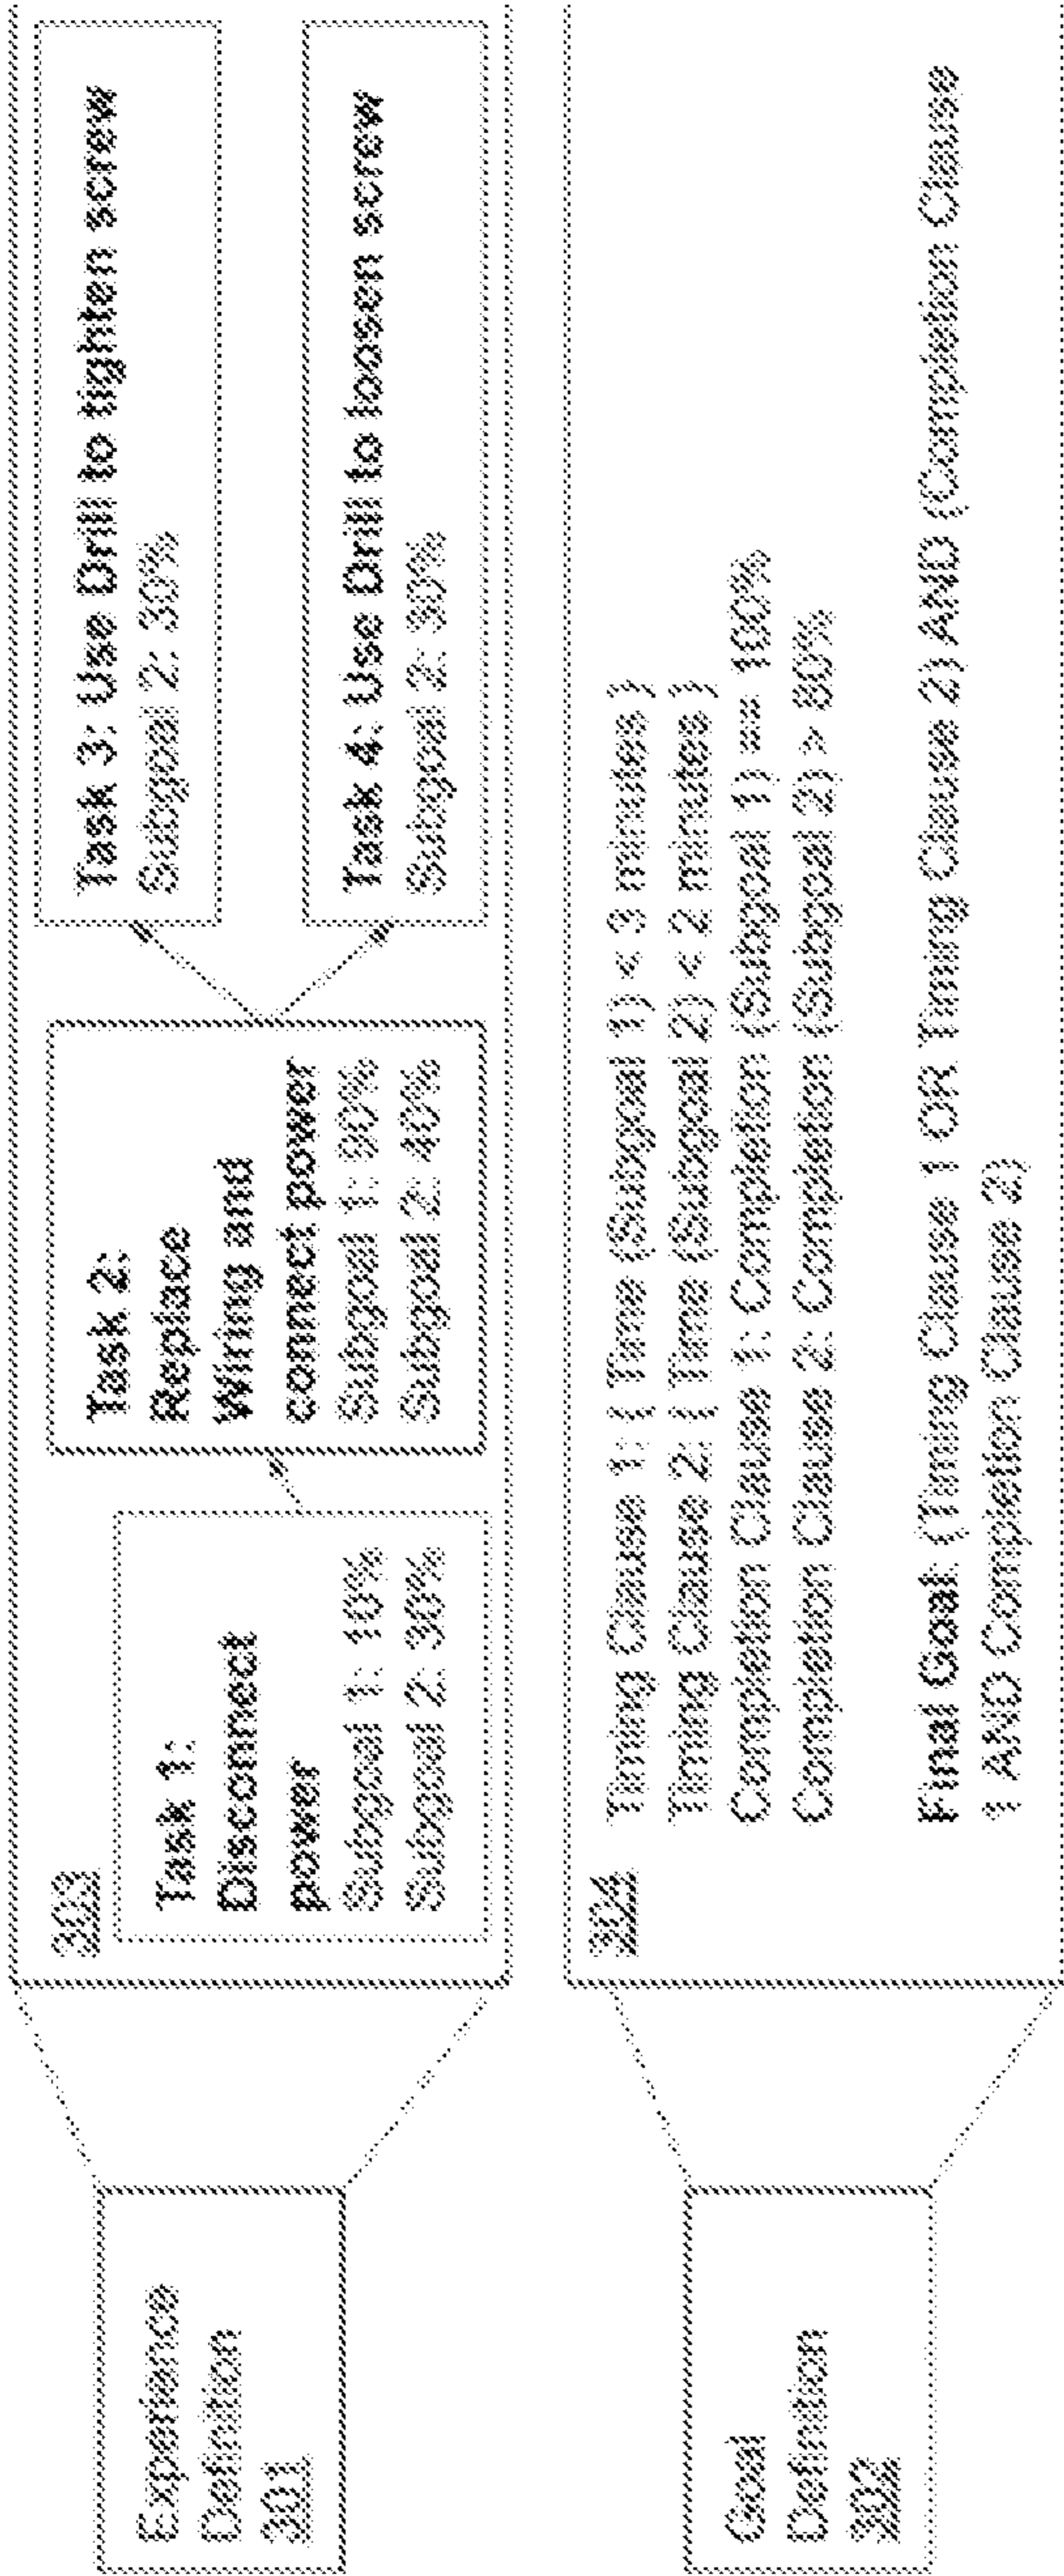 Experience
Definition
301
303
Task 1:
Disconnect
power
Subgoal 1: 10%
Subgoal 2: 30%
Task 2:
Replace
Wiring and
connect power
Subgoal 1: 90%
Subgoal 2: 40%
Task 3: Use Drill to tighten screw
Subgoal 2: 30%
Task 4: Use Drill to loosen screw
Subgoal 2: 30%
Goal
Definition
302
304
Timing Clause 1: { Time (Subgoal 1) < 3 minutes }
Timing Clause 2: { Time (Subgoal 2) < 2 minutes }
Completion Clause 1: Completion (Subgoal 1) == 100%
Completion Clause 2: Completion (Subgoal 2) > 80%
Final Goal: (Timing Clause 1 OR Timing Clause 2) AND (Completion Clause
1 AND Completion Clause 2)